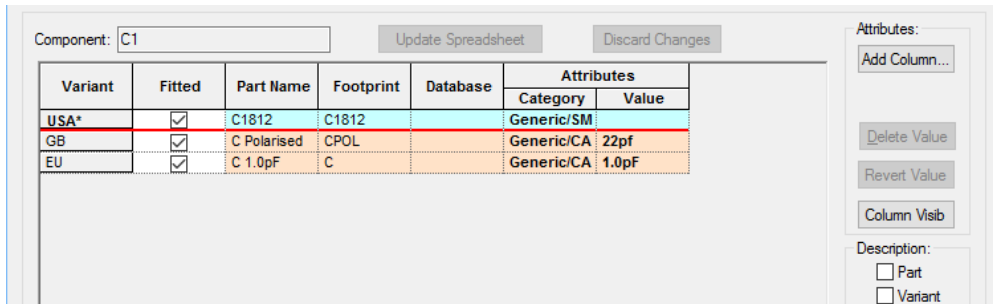 Component: C1 Update Spreadsheet Discard Changes Attributes:
Add Column...
Variant Fitted Part Name Footprint Database Attributes
Category Value
USA* C1812 C1812 Generic/SM
GB C Polarised CPOL Generic/CA 22pf
EU C 1.0pF C Generic/CA 1.0pF
Delete Value
Revert Value
Column Visib
Description:
Part
Variant